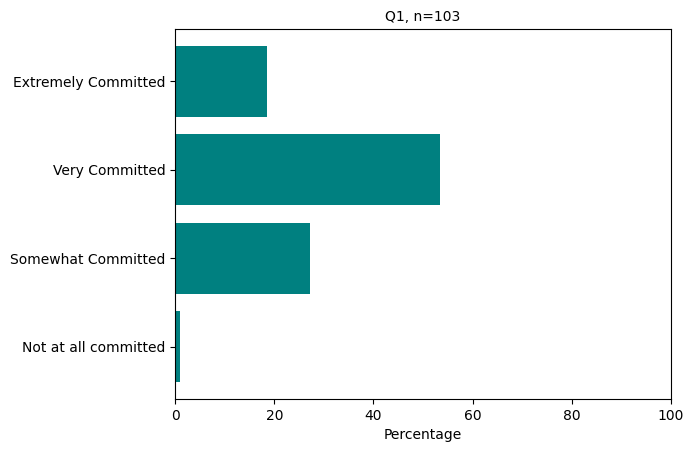 Q1, n=103
Extremely Committed
Very Committed
Somewhat Committed
Not at all committed
0 20 40 60 80 100
Percentage